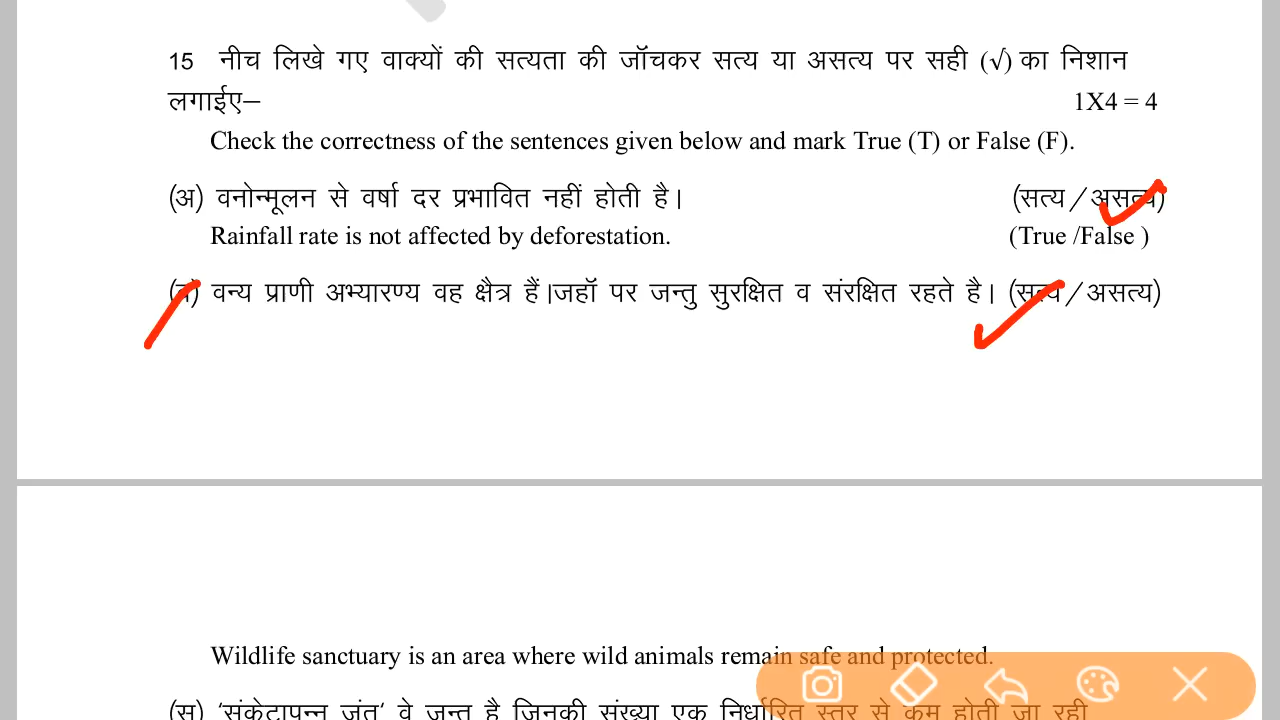 15 नीच लिखे गए वाक्यों की सत्यता की जॉचकर सत्य या असत्य पर सही (√) का निशान
लगाईए– 1X4 = 4
Check the correctness of the sentences given below and mark True (T) or False (F).
(अ) वनोन्मूलन से वर्षा दर प्रभावित नहीं होती है। (सत्य/असत्य)
Rainfall rate is not affected by deforestation. (True /False )
(ब) वन्य प्राणी अभ्यारण्य वह क्षैत्र हैं।जहॉ पर जन्तु सुरक्षित व संरक्षित रहते है। (सत्य/असत्य)
Wildlife sanctuary is an area where wild animals remain safe and protected.
(स) 'संकेटापन्न जंतु' वे जन्तु है जिनकी संख्या एक निर्धारित स्तर से कम होती जा रही